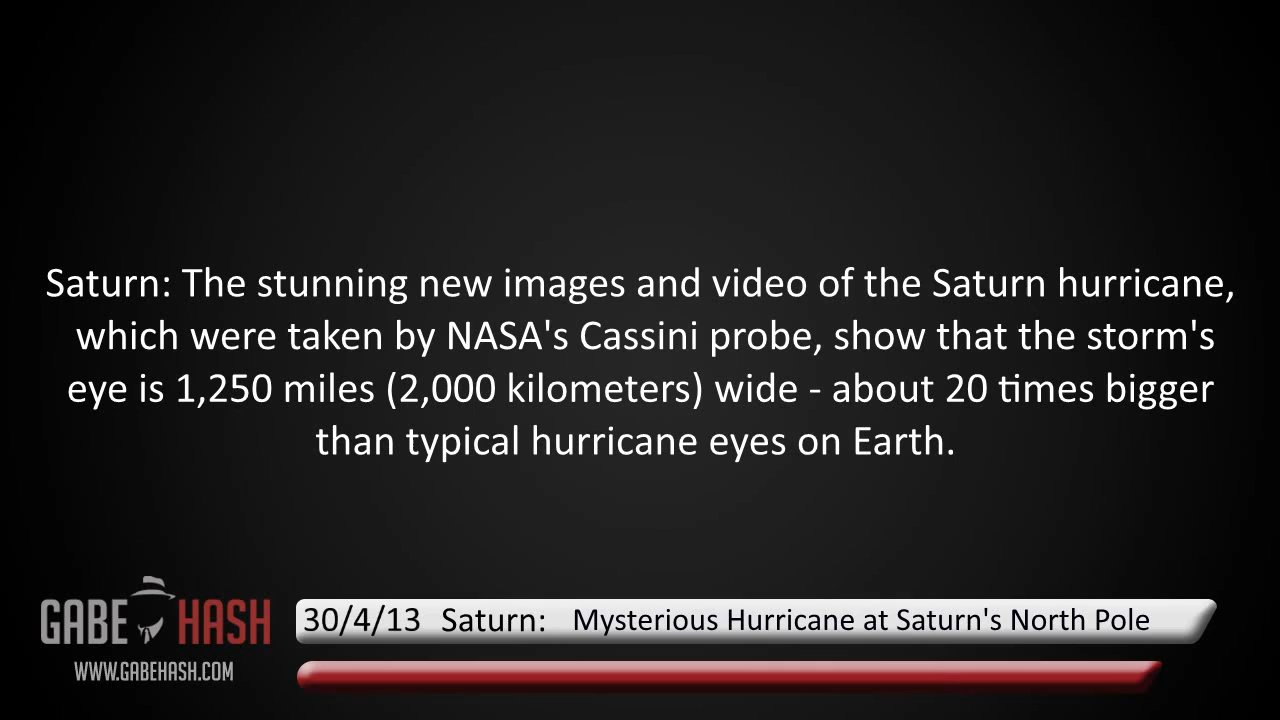 Saturn: The stunning new images and video of the Saturn hurricane,
which were taken by NASA's Cassini probe, show that the storm's
eye is 1,250 miles (2,000 kilometers) wide - about 20 times bigger
than typical hurricane eyes on Earth.
GABE HASH
WWW.GABEHASH.COM
30/4/13 Saturn: Mysterious Hurricane at Saturn's North Pole